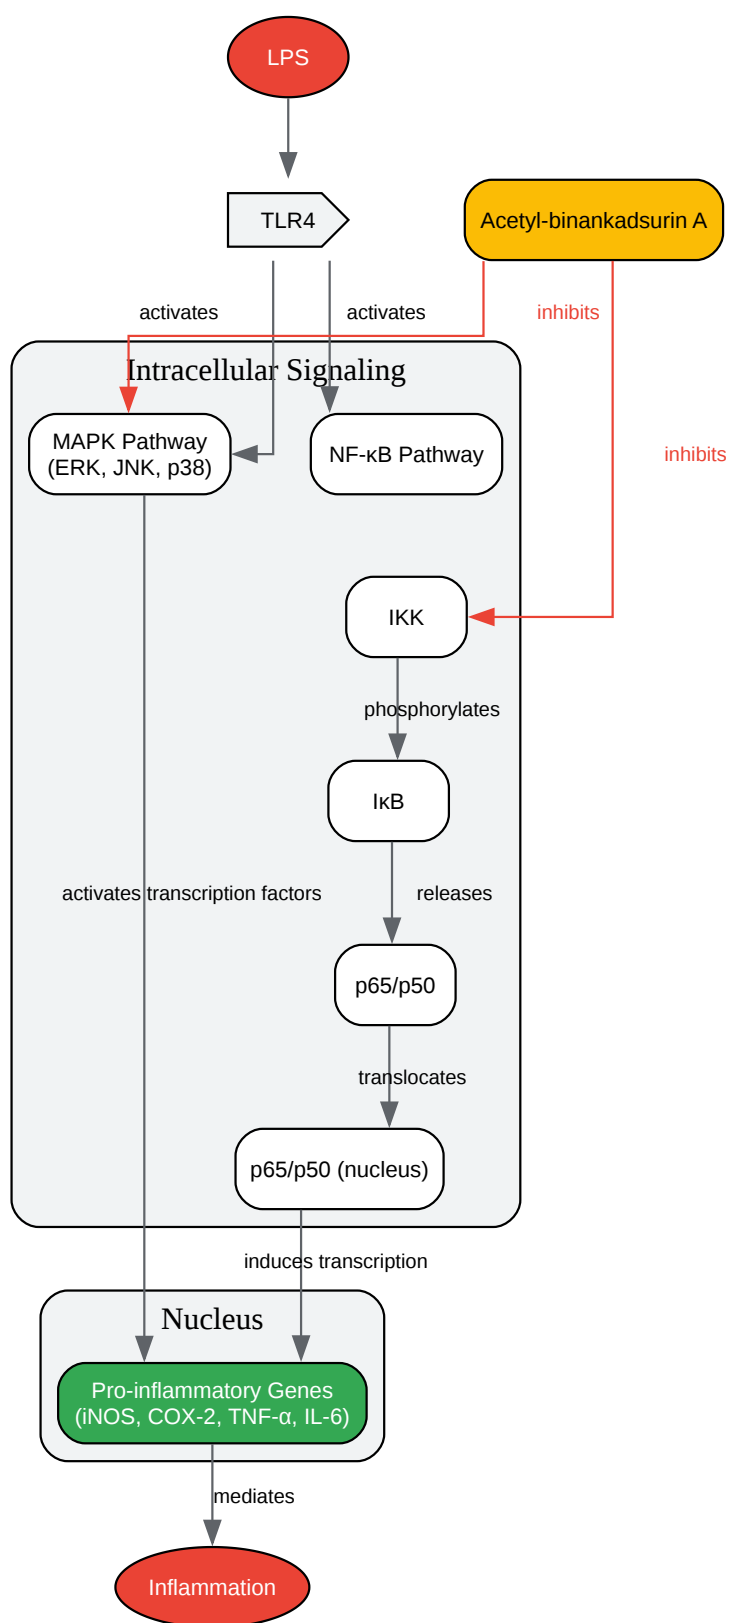 LPS
TLR4
Acetyl-binankadsurin A
activates
activates
inhibits
Intracellular Signaling
MAPK Pathway
(ERK, JNK, p38)
NF-κB Pathway
inhibits
IKK
phosphorylates
IκB
activates transcription factors
releases
p65/p50
translocates
p65/p50 (nucleus)
induces transcription
Nucleus
Pro-inflammatory Genes
(iNOS, COX-2, TNF-α, IL-6)
mediates
Inflammation